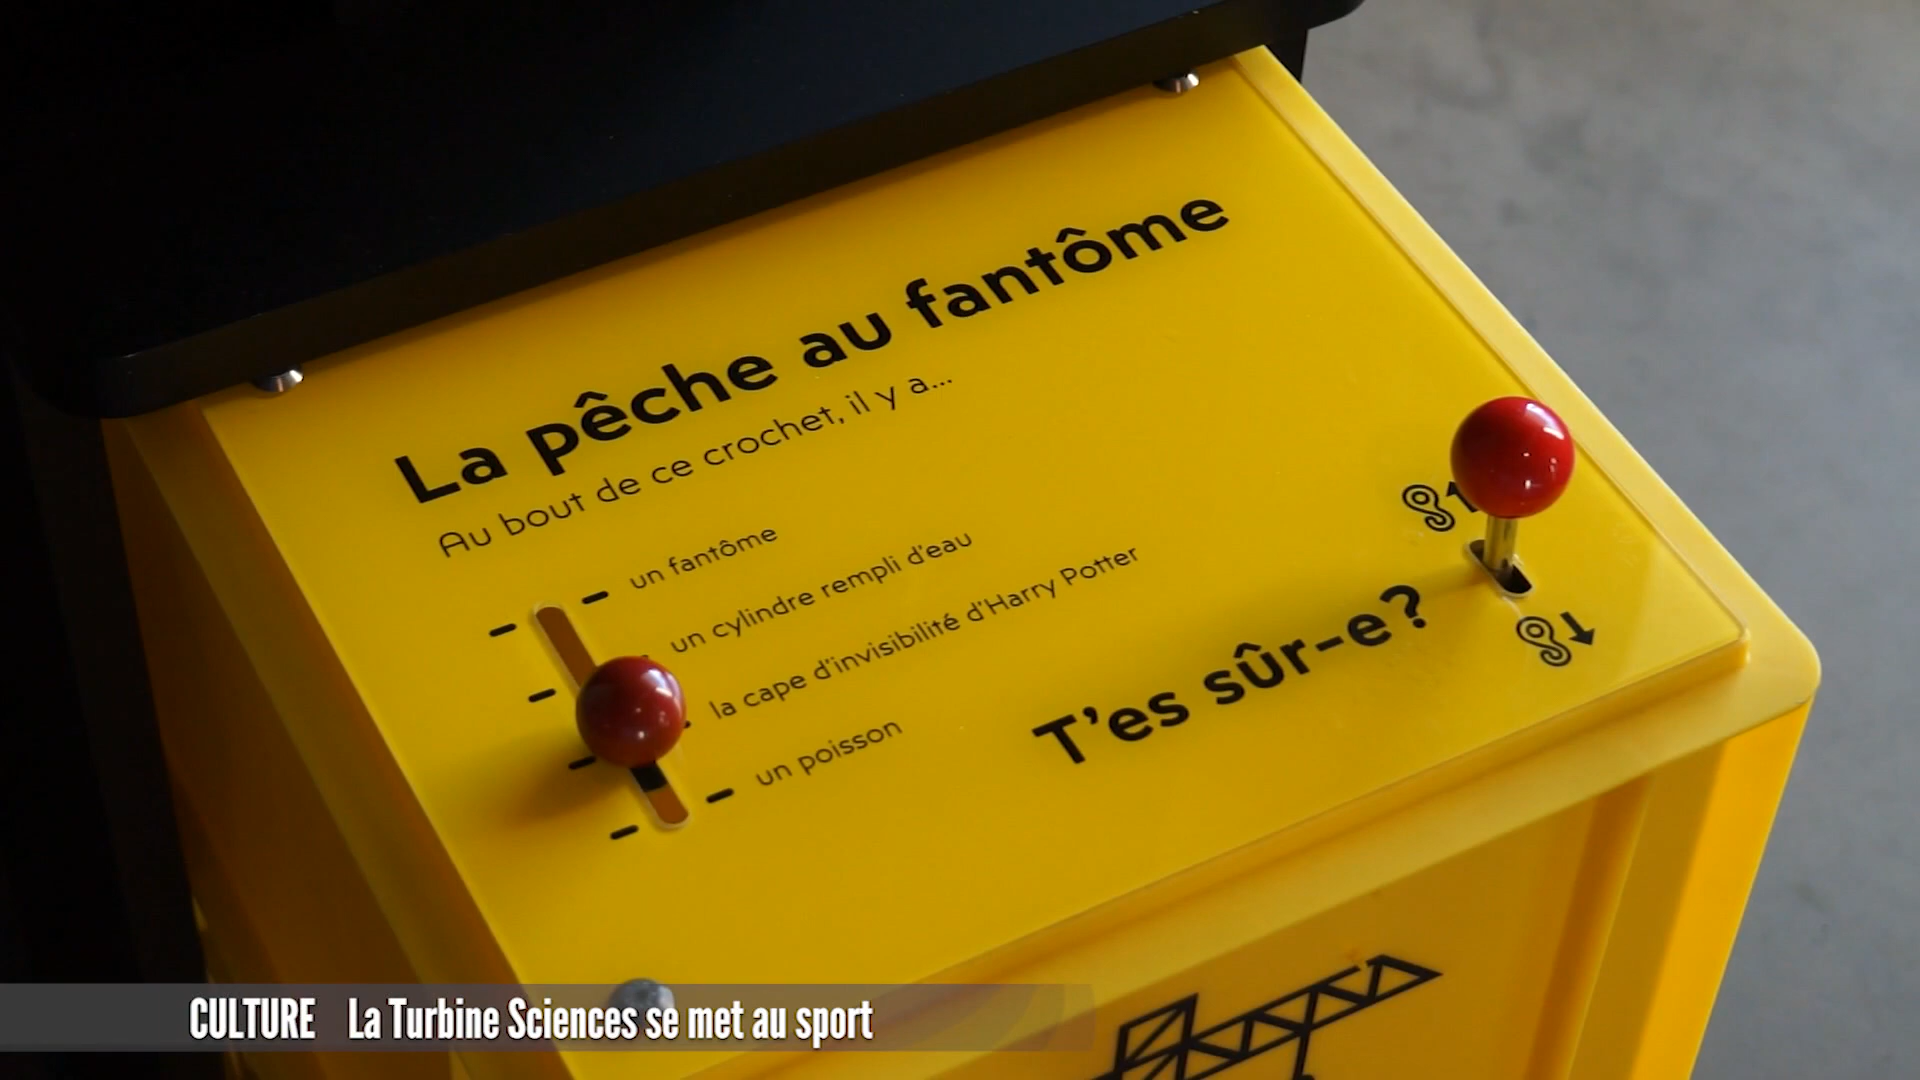 La pêche au fantôme
Au bout de ce crochet, il y a...
un fantôme
un cylindre rempli d'eau
la cape d'invisibilité d'Harry Potter
un poisson
T'es sûr-e?
CULTURE La Turbine Sciences se met au sport